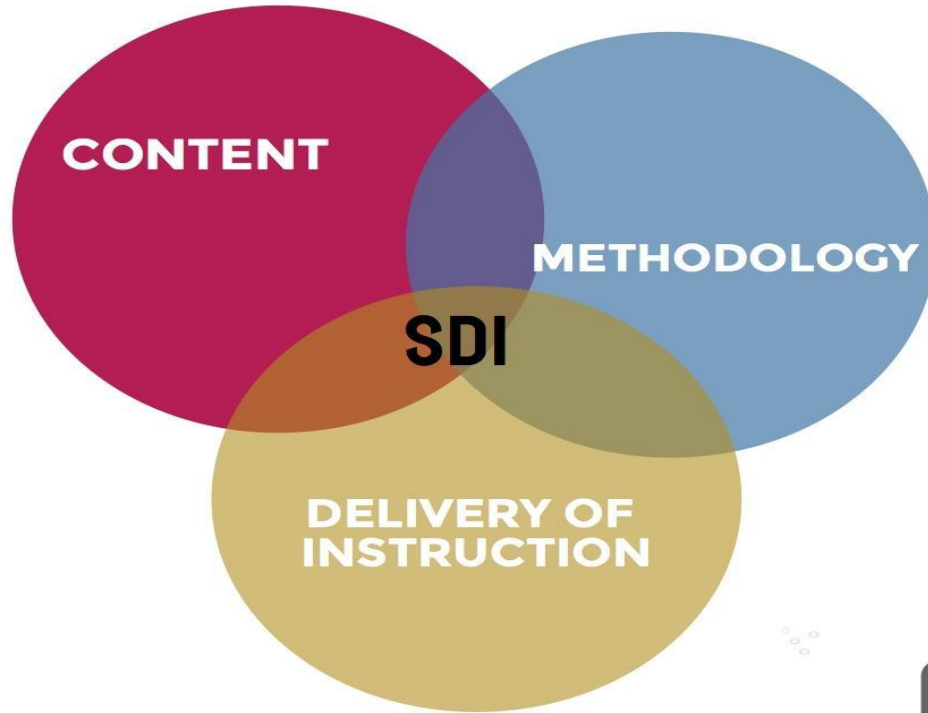 CONTENT
METHODOLOGY
SDI
DELIVERY OF
INSTRUCTION